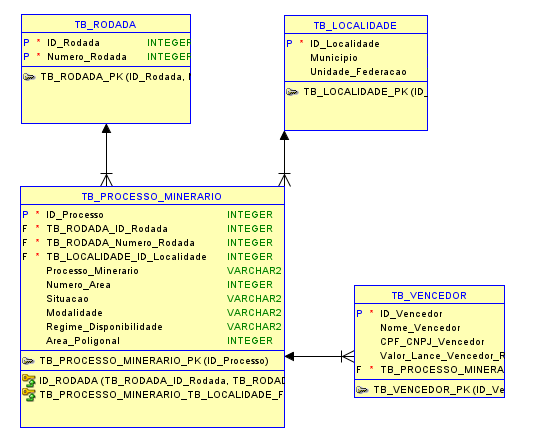 TB_RODADA
P * ID_Rodada INTEGER
P * Numero_Rodada INTEGER
TB_RODADA_PK (ID_Rodada,
TB_LOCALIDADE
P * ID_Localidade
Municipio
Unidade_Federacao
TB_LOCALIDADE_PK (ID_
TB_PROCESSO_MINERARIO
P * ID_Processo INTEGER
F * TB_RODADA_ID_Rodada INTEGER
F * TB_RODADA_Numero_Rodada INTEGER
F * TB_LOCALIDADE_ID_Localidade INTEGER
Processo_Minerario VARCHAR2
Numero_Area INTEGER
Situacao VARCHAR2
Modalidade VARCHAR2
Regime_Disponibilidade VARCHAR2
Area_Poligonal INTEGER
TB_PROCESSO_MINERARIO_PK (ID_Processo)
ID_RODADA (TB_RODADA_ID_Rodada, TB_RODAD
TB_PROCESSO_MINERARIO_TB_LOCALIDADE_F
TB_VENCEDOR
P * ID_Vencedor
Nome_Vencedor
CPF_CNPJ_Vencedor
Valor_Lance_Vencedor_R
F * TB_PROCESSO_MINERA
TB_VENCEDOR_PK (ID_Ve